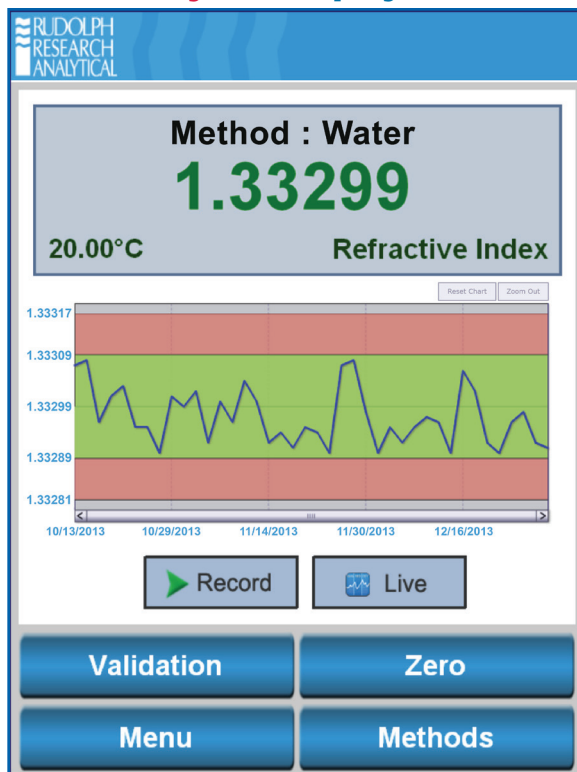 RUDOLPH
RESEARCH
ANALYTICAL
Method : Water
1.33299
20.00°C Refractive Index
Reset Chart Zoom Out
1.33317
1.33309
1.33299
1.33289
1.33281
10/13/2013 10/29/2013 11/14/2013 11/30/2013 12/16/2013
Record Live
Validation Zero
Menu Methods